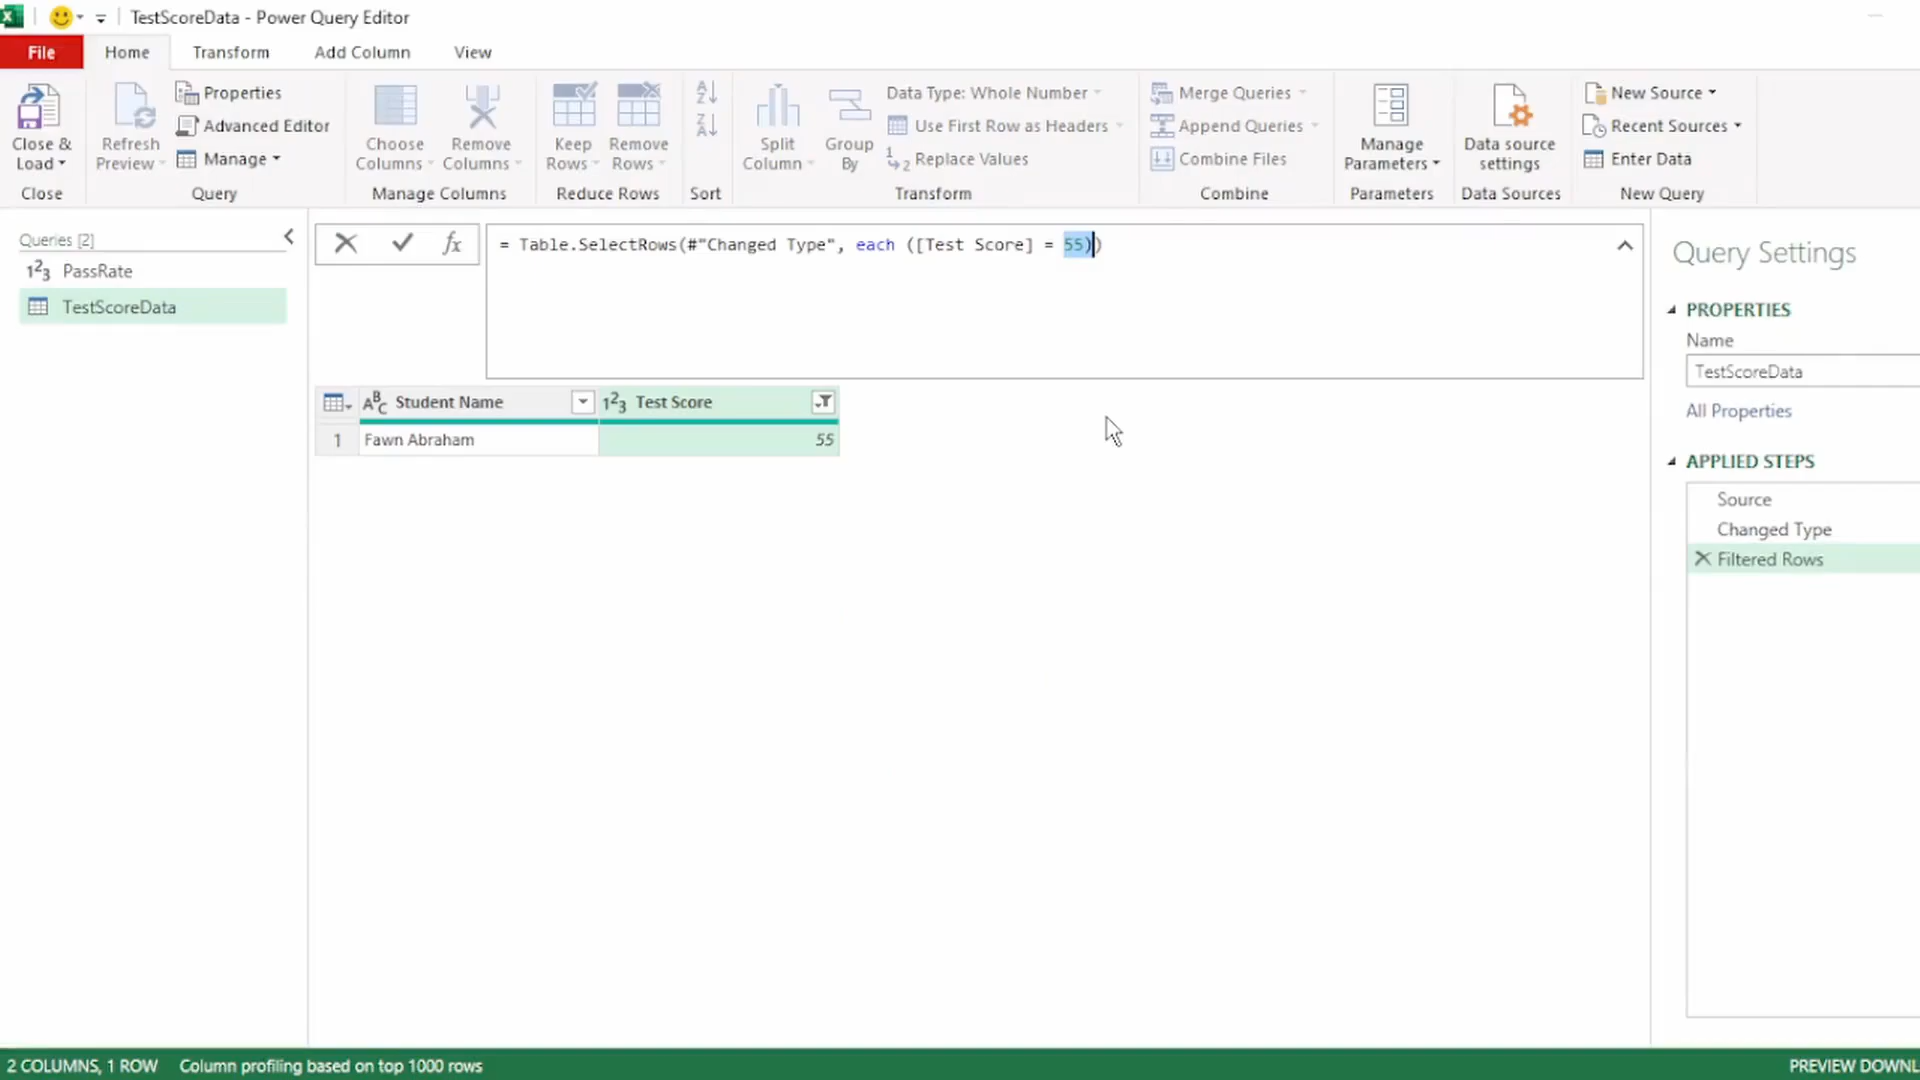 TestScoreData - Power Query Editor
File Home Transform Add Column View
Close & Load
Refresh Preview
Properties
Advanced Editor
Manage
Choose Columns
Remove Columns
Keep Rows
Remove Rows
Split Column
Group By
Data Type: Whole Number
Use First Row as Headers
Replace Values
Merge Queries
Append Queries
Combine Files
Manage Parameters
Data source settings
New Source
Recent Sources
Enter Data
Close Query Manage Columns Reduce Rows Sort Transform Combine Parameters Data Sources New Query
Queries [2]
PassRate
TestScoreData
fx
= Table.SelectRows(#"Changed Type", each ([Test Score] = 55))
Student Name Test Score
1 Fawn Abraham 55
Query Settings
PROPERTIES
Name
TestScoreData
All Properties
APPLIED STEPS
Source
Changed Type
Filtered Rows
2 COLUMNS, 1 ROW Column profiling based on top 1000 rows PREVIEW DOWNL